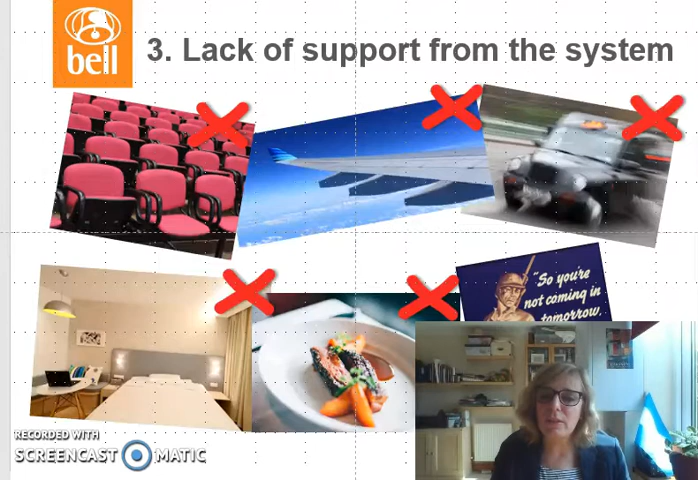 bell
3. Lack of support from the system
"So you're
not coming in
tomorrow.
RECORDED WITH
SCREENCAST MATIC